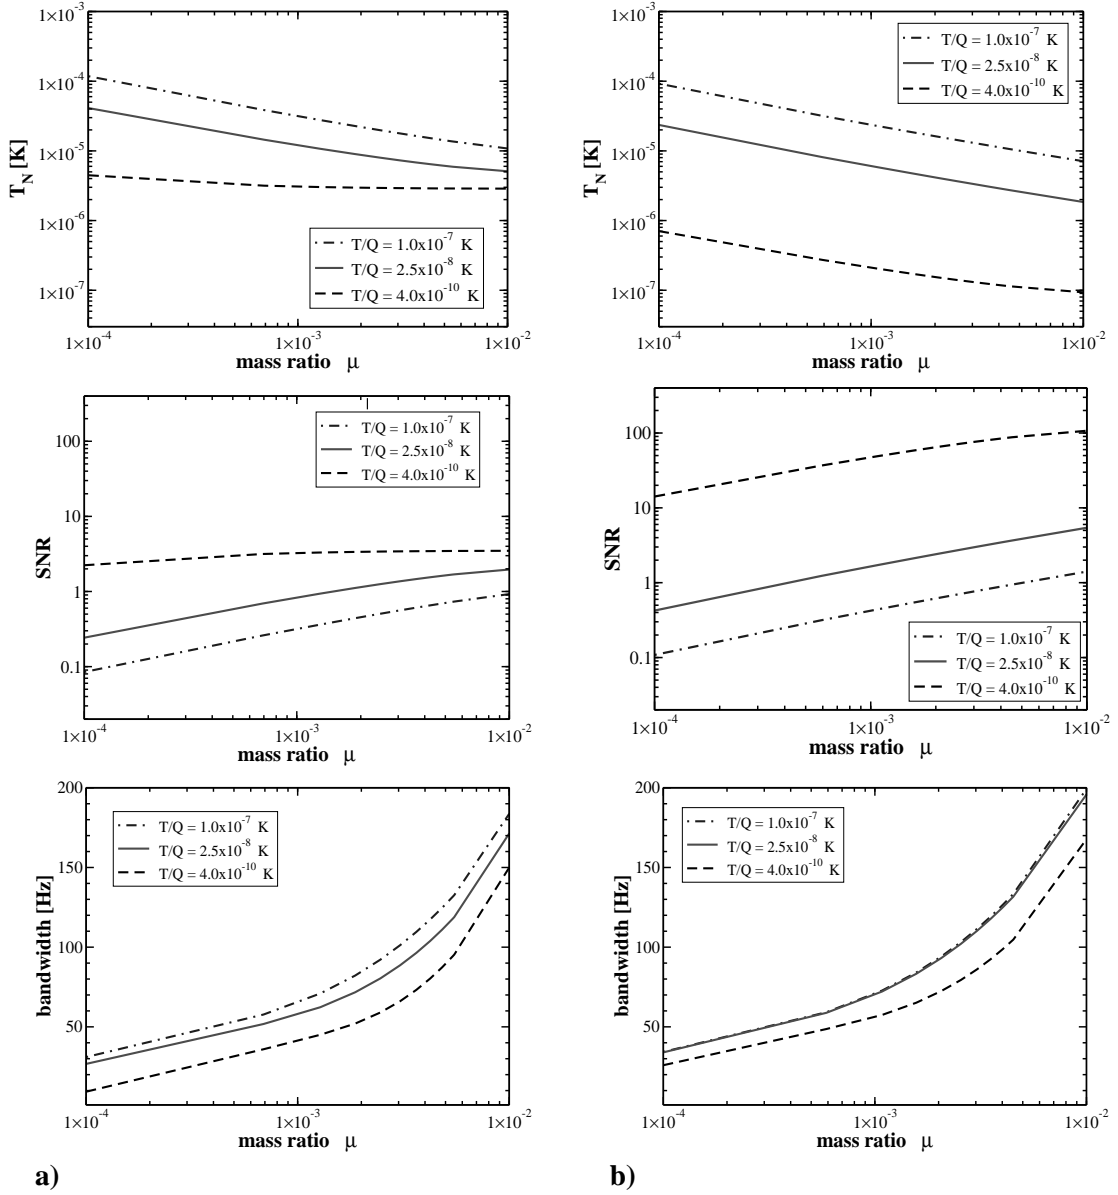 1×10⁻³
1×10⁻⁴
1×10⁻⁵
1×10⁻⁶
1×10⁻⁷
T_N [K]
T/Q = 1.0x10⁻⁷ K
T/Q = 2.5x10⁻⁸ K
T/Q = 4.0x10⁻¹⁰ K
1×10⁻⁴ 1×10⁻³ 1×10⁻²
mass ratio μ
1×10⁻³
1×10⁻⁴
1×10⁻⁵
1×10⁻⁶
1×10⁻⁷
T_N [K]
T/Q = 1.0x10⁻⁷ K
T/Q = 2.5x10⁻⁸ K
T/Q = 4.0x10⁻¹⁰ K
1×10⁻⁴ 1×10⁻³ 1×10⁻²
mass ratio μ
100
10
1
0.1
SNR
T/Q = 1.0x10⁻⁷ K
T/Q = 2.5x10⁻⁸ K
T/Q = 4.0x10⁻¹⁰ K
1×10⁻⁴ 1×10⁻³ 1×10⁻²
mass ratio μ
100
10
1
0.1
SNR
T/Q = 1.0x10⁻⁷ K
T/Q = 2.5x10⁻⁸ K
T/Q = 4.0x10⁻¹⁰ K
1×10⁻⁴ 1×10⁻³ 1×10⁻²
mass ratio μ
200
150
100
50
bandwidth [Hz]
T/Q = 1.0x10⁻⁷ K
T/Q = 2.5x10⁻⁸ K
T/Q = 4.0x10⁻¹⁰ K
1×10⁻⁴ 1×10⁻³ 1×10⁻²
mass ratio μ
200
150
100
50
bandwidth [Hz]
T/Q = 1.0x10⁻⁷ K
T/Q = 2.5x10⁻⁸ K
T/Q = 4.0x10⁻¹⁰ K
1×10⁻⁴ 1×10⁻³ 1×10⁻²
mass ratio μ
a)
b)